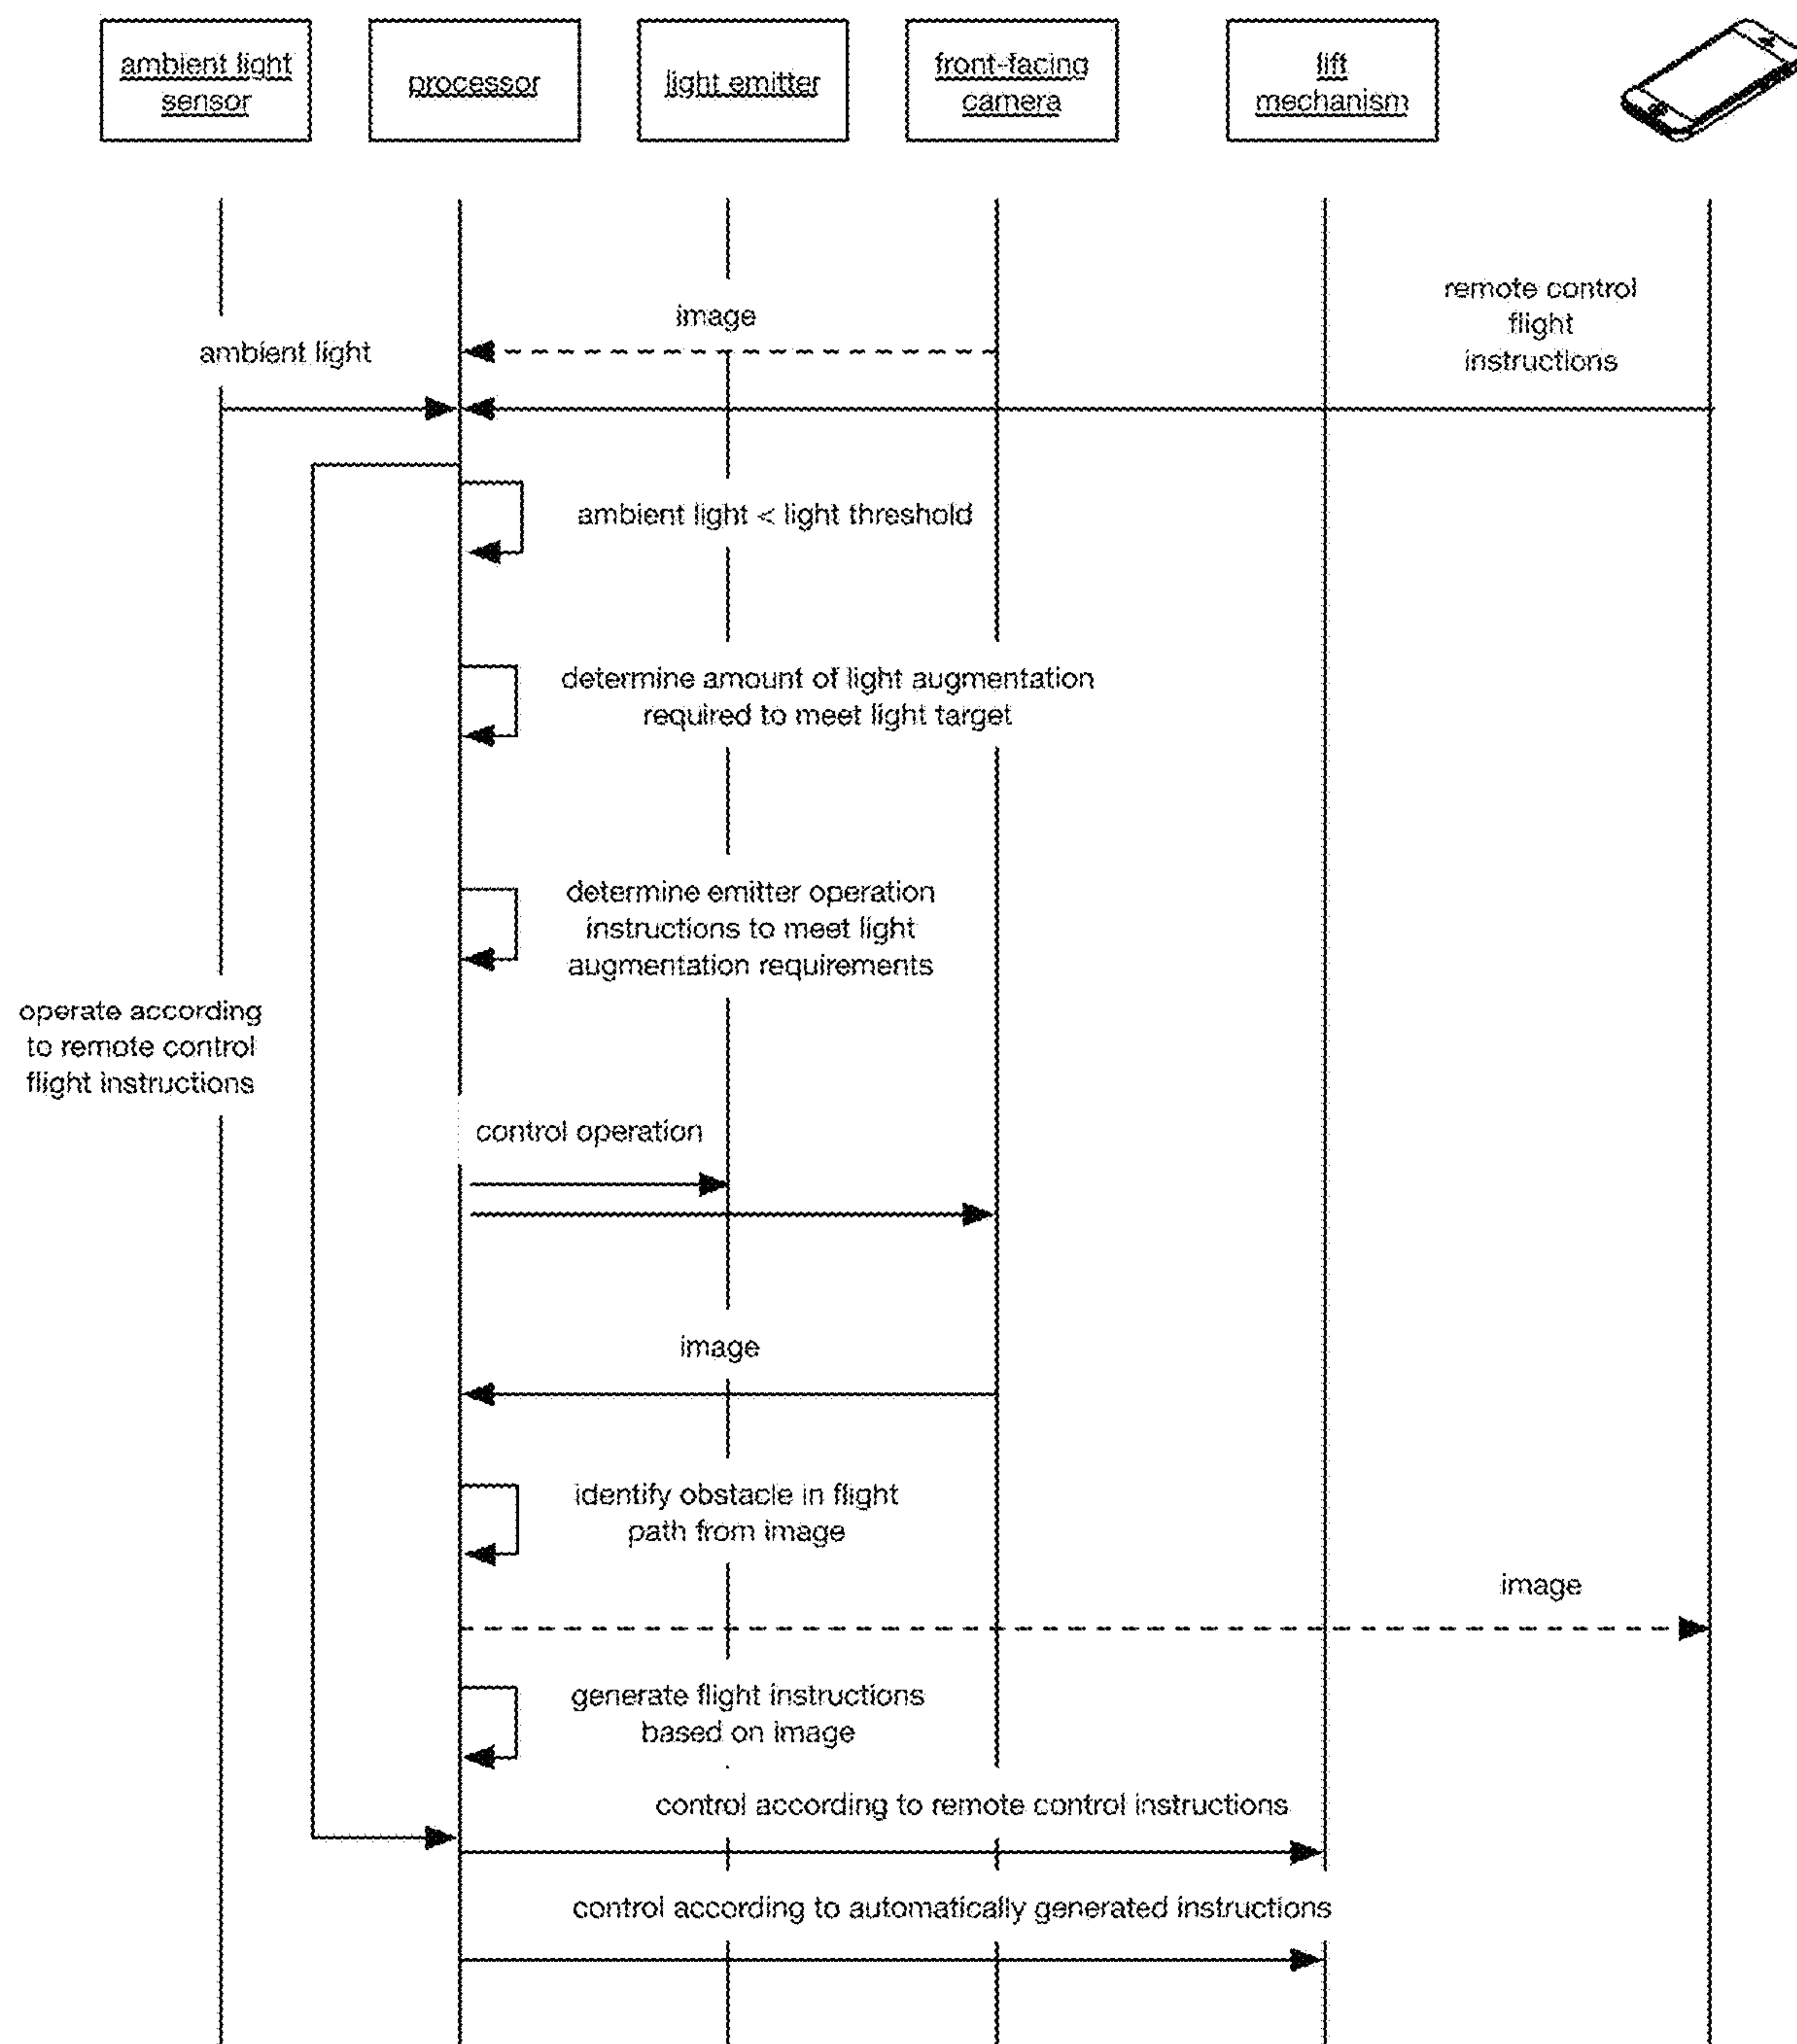 ambient light
sensor
processor
light emitter
front-facing
camera
lift
mechanism
remote control
flight
instructions
image
ambient light
ambient light < light threshold
determine amount of light augmentation
required to meet light target
determine emitter operation
instructions to meet light
augmentation requirements
operate according
to remote control
flight instructions
control operation
image
identify obstacle in flight
path from image
image
generate flight instructions
based on image
control according to remote control instructions
control according to automatically generated instructions